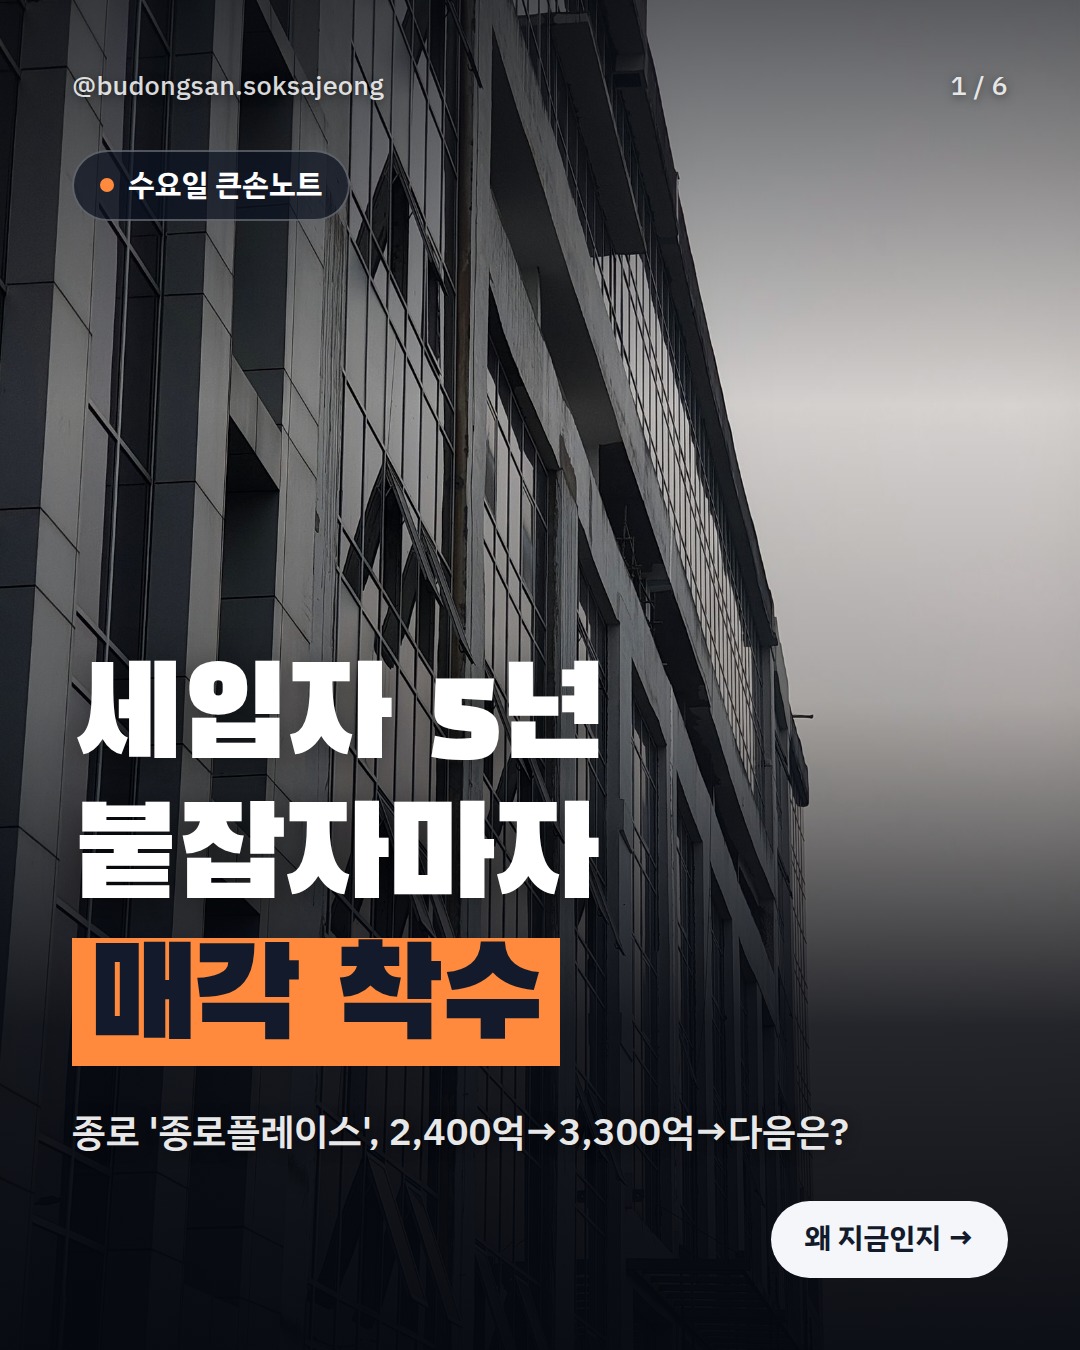 @budongsan.soksajeong
1 / 6
수요일 큰손노트
세입자 5년
붙잡자마자
매각 착수
종로 '종로플레이스', 2,400억→3,300억→다음은?
왜 지금인지 →